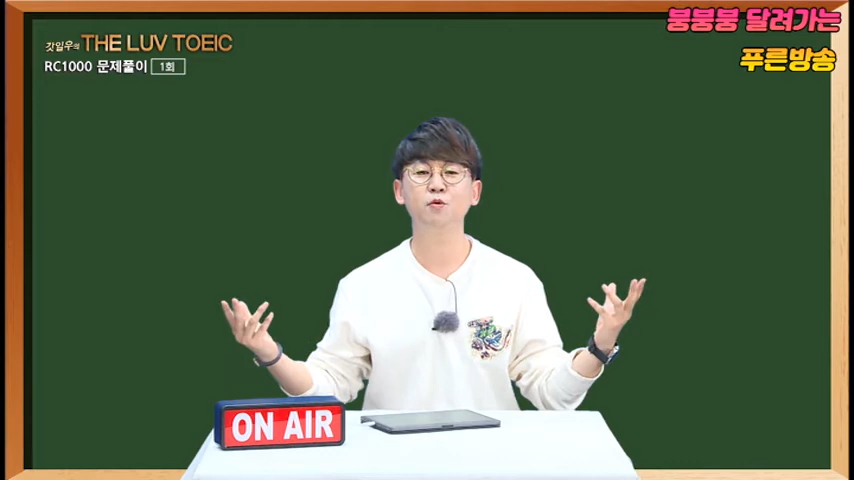 갓일우의 THE LUV TOEIC
RC1000 문제풀이 1회
붕붕붕 달려가는
푸른방송
ON AIR